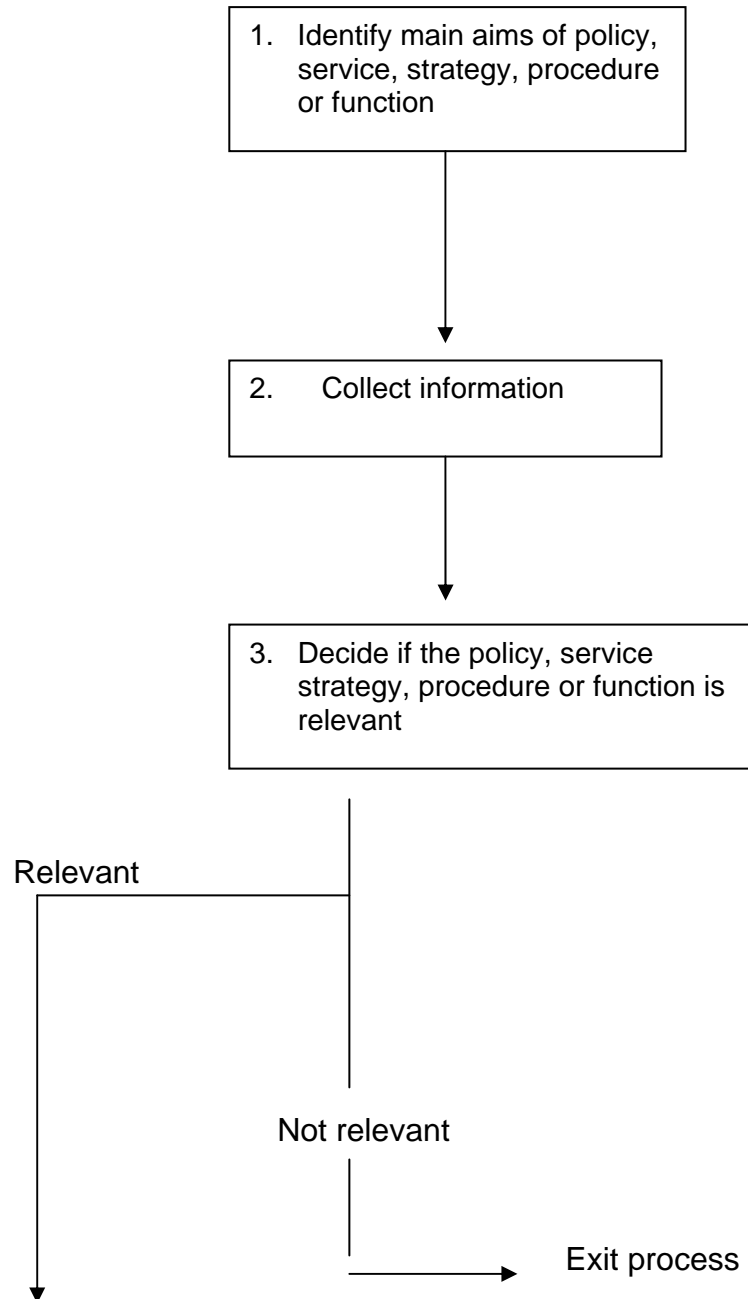 1. Identify main aims of policy,
service, strategy, procedure
or function
2. Collect information
3. Decide if the policy, service
strategy, procedure or function is
relevant
Relevant
Not relevant
Exit process